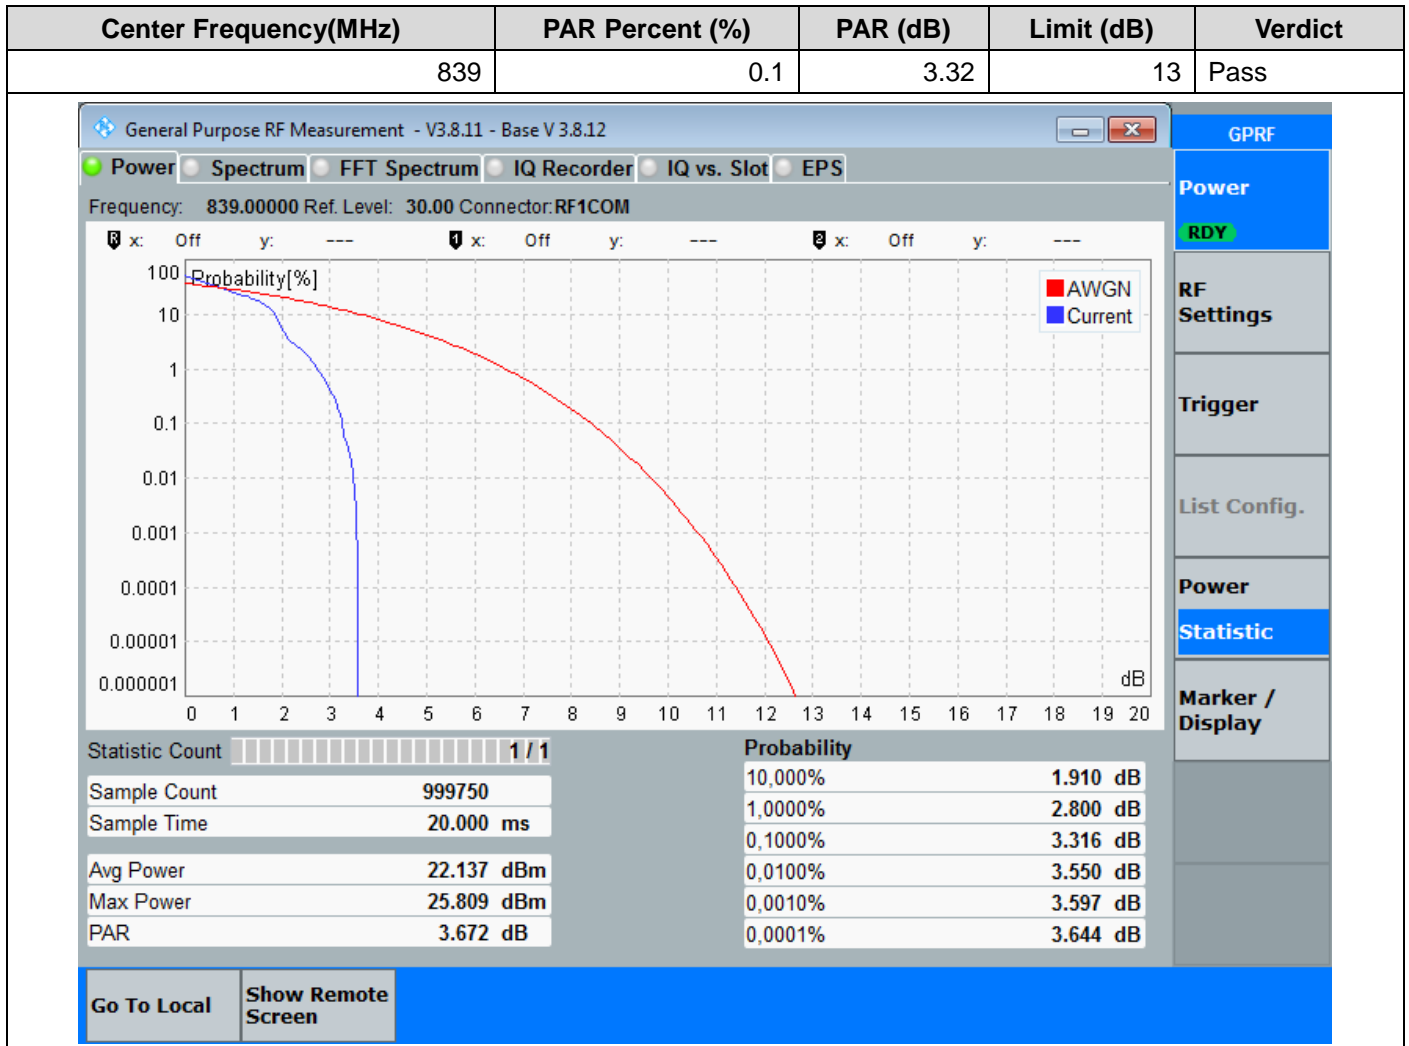 Center Frequency(MHz) PAR Percent (%) PAR (dB) Limit (dB) Verdict
839 0.1 3.32 13 Pass
General Purpose RF Measurement - V3.8.11 - Base V 3.8.12
GPRF
Power Spectrum FFT Spectrum IQ Recorder IQ vs. Slot EPS
Frequency: 839.00000 Ref. Level: 30.00 Connector: RF1COM
R x: Off y: --- 1 x: Off y: --- 2 x: Off y: ---
Probability[%]
AWGN
Current
100
10
1
0.1
0.01
0.001
0.0001
0.00001
0.000001
dB
0 1 2 3 4 5 6 7 8 9 10 11 12 13 14 15 16 17 18 19 20
Statistic Count 1 / 1
Sample Count 999750
Sample Time 20.000 ms
Avg Power 22.137 dBm
Max Power 25.809 dBm
PAR 3.672 dB
Probability
10,000% 1.910 dB
1,0000% 2.800 dB
0,1000% 3.316 dB
0,0100% 3.550 dB
0,0010% 3.597 dB
0,0001% 3.644 dB
Power
RDY
RF
Settings
Trigger
List Config.
Power
Statistic
Marker /
Display
Go To Local
Show Remote
Screen